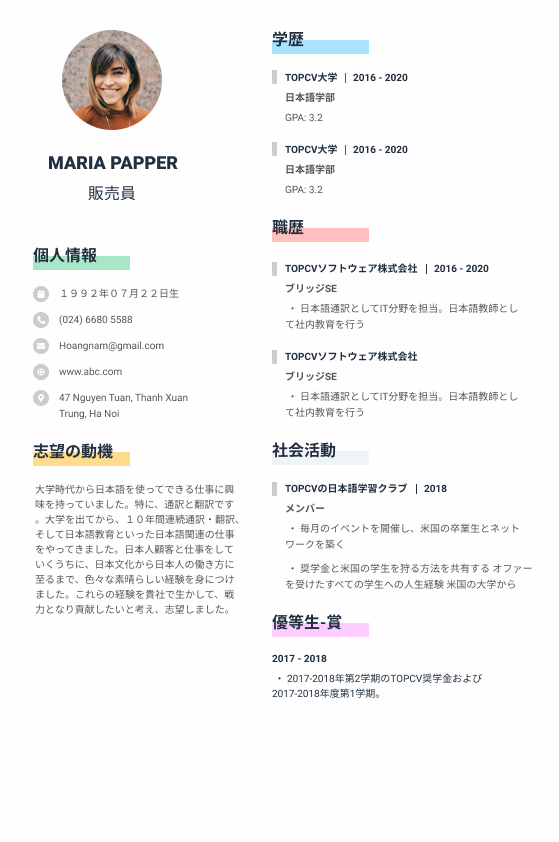 MARIA PAPPER
販売員
個人情報
１９９２年０７月２２日生
(024) 6680 5588
Hoangnam@gmail.com
www.abc.com
47 Nguyen Tuan, Thanh Xuan
Trung, Ha Noi
志望の動機
大学時代から日本語を使ってできる仕事に興
味を持っていました。特に、通訳と翻訳です
。大学を出てから、１０年間連続通訳・翻訳、
そして日本語教育といった日本語関連の仕事
をやってきました。日本人顧客と仕事をして
いくうちに、日本文化から日本人の働き方に
至るまで、色々な素晴らしい経験を身につけ
ました。これらの経験を貴社で生かして、戦
力となり貢献したいと考え、志望しました。
学歴
TOPCV大学 ｜ 2016 - 2020
日本語学部
GPA: 3.2
TOPCV大学 ｜ 2016 - 2020
日本語学部
GPA: 3.2
職歴
TOPCVソフトウェア株式会社 ｜ 2016 - 2020
ブリッジSE
・ 日本語通訳としてIT分野を担当。日本語教師とし
て社内教育を行う
TOPCVソフトウェア株式会社
ブリッジSE
・ 日本語通訳としてIT分野を担当。日本語教師とし
て社内教育を行う
社会活動
TOPCVの日本語学習クラブ ｜ 2018
メンバー
・ 毎月のイベントを開催し、米国の卒業生とネット
ワークを築く
・ 奨学金と米国の学生を狩る方法を共有する オファー
を受けたすべての学生への人生経験 米国の大学から
優等生-賞
2017 - 2018
・ 2017-2018年第2学期のTOPCV奨学金および
2017-2018年度第1学期。